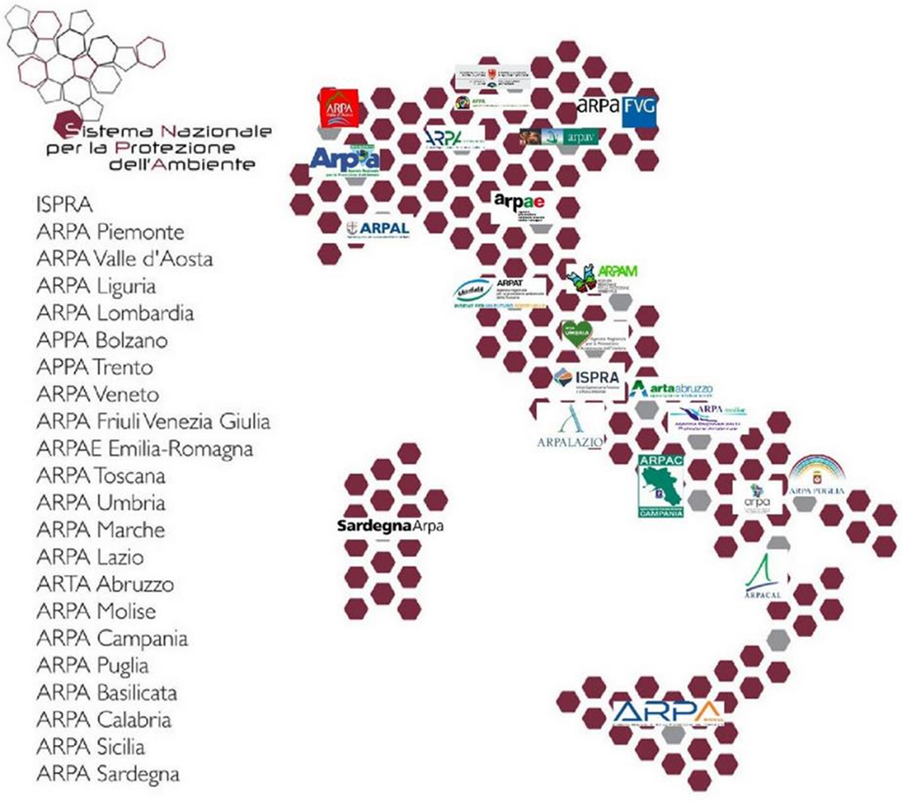 Sistema Nazionale
per la Protezione
dell'Ambiente
ISPRA
ARPA Piemonte
ARPA Valle d'Aosta
ARPA Liguria
ARPA Lombardia
APPA Bolzano
APPA Trento
ARPA Veneto
ARPA Friuli Venezia Giulia
ARPAE Emilia-Romagna
ARPA Toscana
ARPA Umbria
ARPA Marche
ARPA Lazio
ARTA Abruzzo
ARPA Molise
ARPA Campania
ARPA Puglia
ARPA Basilicata
ARPA Calabria
ARPA Sicilia
ARPA Sardegna
ARPA
arpa FVG
ARPA
arpav
Arpa
arpae
ARPAL
ARPAM
ARPAT
UMBRIA
ISPRA
artaabruzzo
ARPA
ARPALAZIO
ARPAC
CAMPANIA
arpa
ARPA PUGLIA
SardegnaArpa
ARPACAL
ARPA